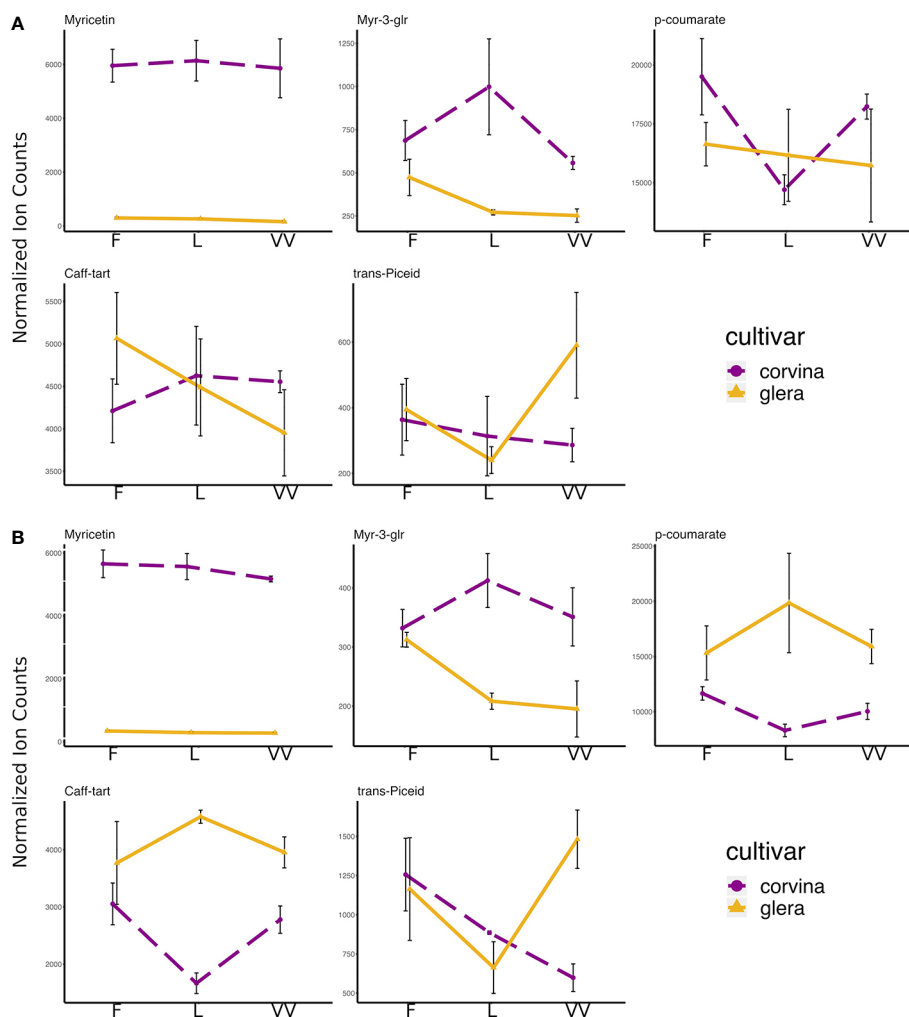 A
Myricetin
Myr-3-glr
p-coumarate
Normalized Ion Counts
6000
4000
2000
0
F L VV
1250
1000
750
500
250
F L VV
20000
17500
15000
F L VV
Caff-tart
trans-Piceid
5500
5000
4500
4000
3500
F L VV
600
400
200
F L VV
cultivar
corvina
glera
B
Myricetin
Myr-3-glr
p-coumarate
Normalized Ion Counts
6000
4000
2000
0
F L VV
400
300
200
F L VV
25000
20000
15000
10000
F L VV
Caff-tart
trans-Piceid
4000
3000
2000
F L VV
1500
1250
1000
750
500
F L VV
cultivar
corvina
glera